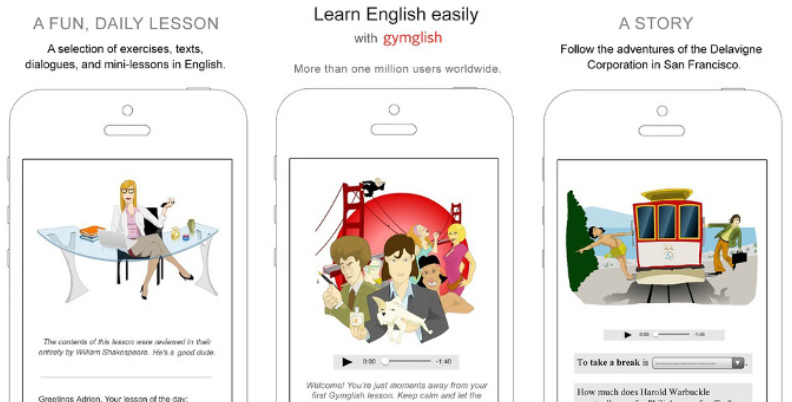 A FUN, DAILY LESSON
A selection of exercises, texts,
dialogues, and mini-lessons in English.
The contents of this lesson were reviewed in their
entirety by William Shakespeare. He's a good dude.
Greetings Adrien, Your lesson of the day:
Learn English easily
with gymglish
More than one million users worldwide.
0:00 -1:40
Welcome! You're just moments away from your
first Gymglish lesson. Keep calm and let the
A STORY
Follow the adventures of the Delavigne
Corporation in San Francisco.
0:00 -1:40
To take a break is
How much does Harold Warbuckle